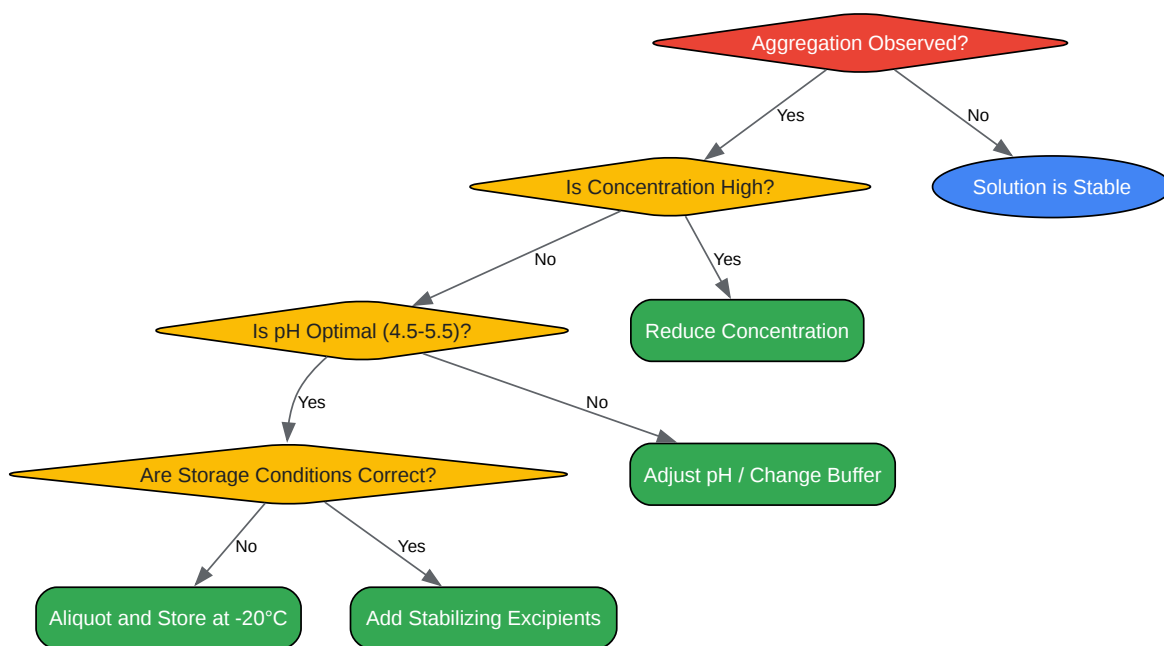 Aggregation Observed?
Yes
No
Is Concentration High?
Solution is Stable
No
Yes
Is pH Optimal (4.5-5.5)?
Reduce Concentration
Yes
No
Are Storage Conditions Correct?
Adjust pH / Change Buffer
No
Yes
Aliquot and Store at -20°C
Add Stabilizing Excipients